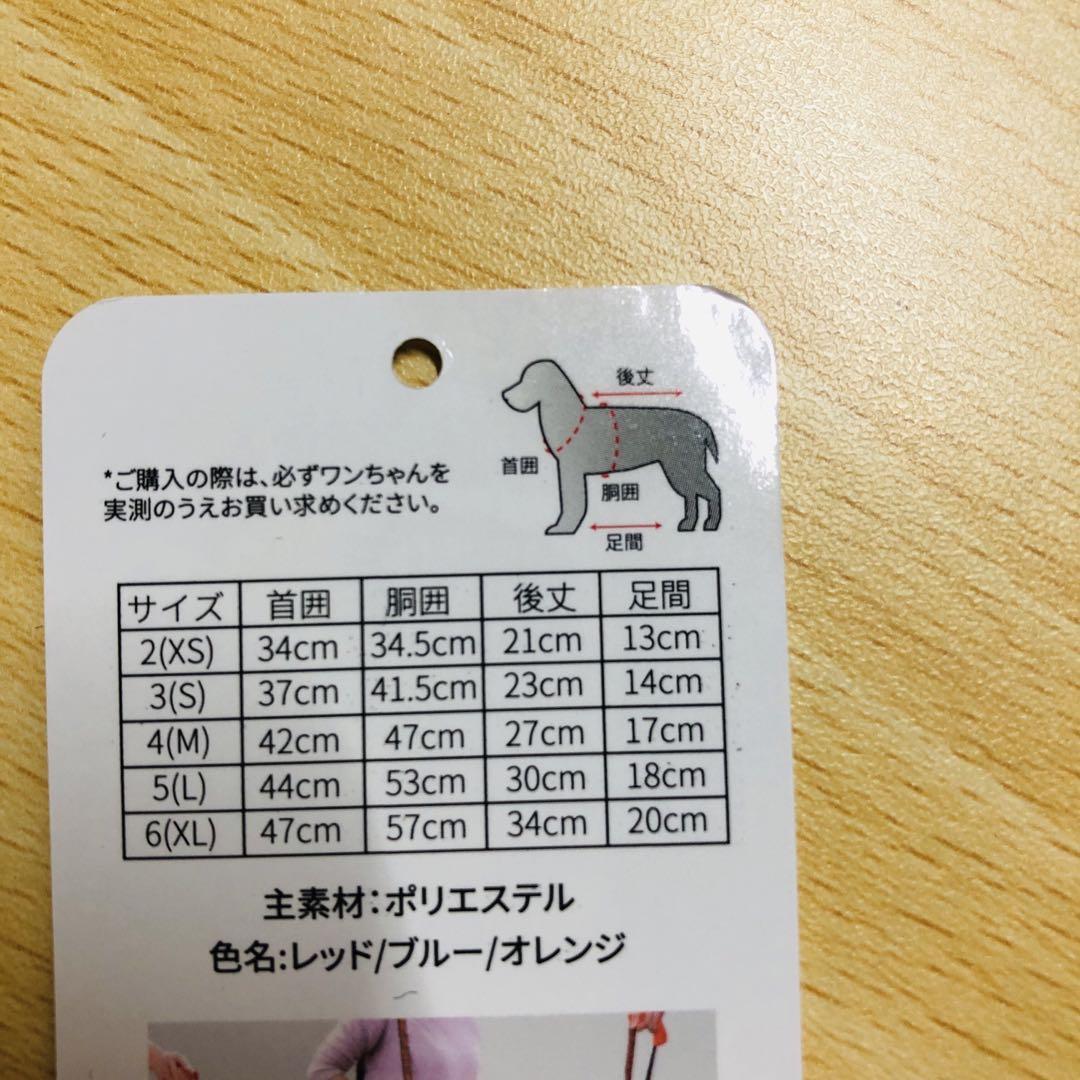 後丈
首囲
胴囲
足間
*ご購入の際は、必ずワンちゃんを
実測のうえお買い求めください。
サイズ 首囲 胴囲 後丈 足間
2(XS) 34cm 34.5cm 21cm 13cm
3(S) 37cm 41.5cm 23cm 14cm
4(M) 42cm 47cm 27cm 17cm
5(L) 44cm 53cm 30cm 18cm
6(XL) 47cm 57cm 34cm 20cm
主素材:ポリエステル
色名:レッド/ブルー/オレンジ